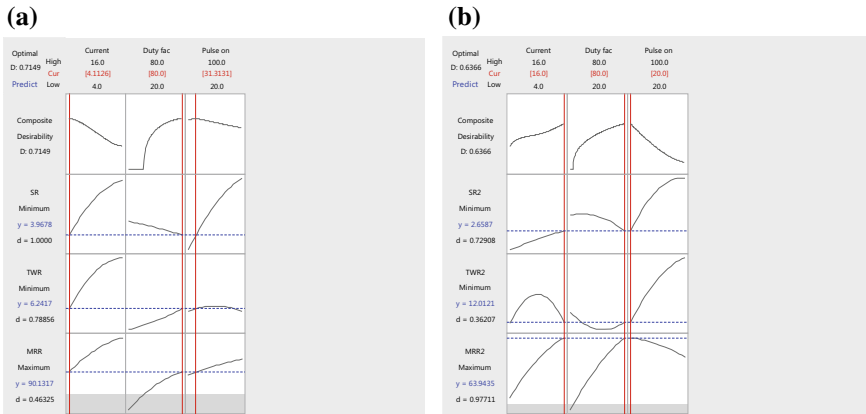 (a)
Optimal
D: 0.7149
Predict
High
Cur
Low
Current
16.0
[4.1126]
4.0
Duty fac
80.0
[80.0]
20.0
Pulse on
100.0
[31.3131]
20.0
Composite
Desirability
D: 0.7149
SR
Minimum
y = 3.9678
d = 1.0000
TWR
Minimum
y = 6.2417
d = 0.78856
MRR
Maximum
y = 90.1317
d = 0.46325
(b)
Optimal
D: 0.6366
Predict
High
Cur
Low
Current
16.0
[16.0]
4.0
Duty fac
80.0
[80.0]
20.0
Pulse on
100.0
[20.0]
20.0
Composite
Desirability
D: 0.6366
SR2
Minimum
y = 2.6587
d = 0.72908
TWR2
Minimum
y = 12.0121
d = 0.36207
MRR2
Maximum
y = 63.9435
d = 0.97711